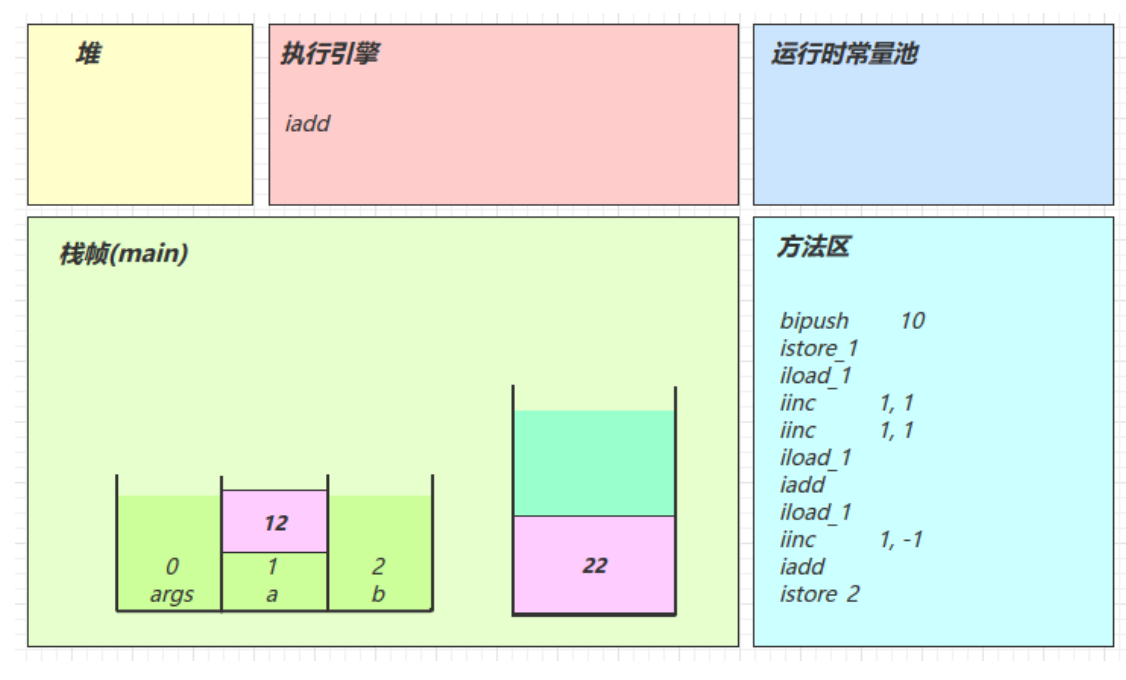 堆
执行引擎
iadd
运行时常量池
栈帧(main)
12
0
args
1
a
2
b
22
方法区
bipush 10
istore_1
iload_1
iinc 1, 1
iinc 1, 1
iload_1
iadd
iload_1
iinc 1, -1
iadd
istore 2